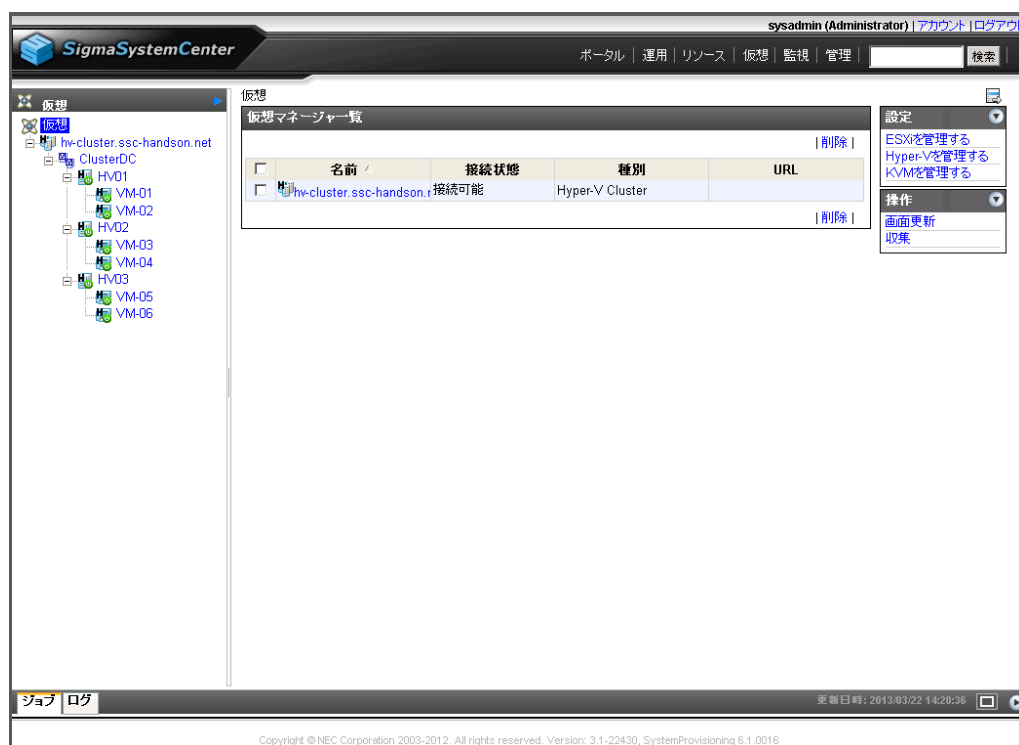 sysadmin (Administrator) | アカウント | ログアウ
SigmaSystemCenter
ポータル | 運用 | リソース | 仮想 | 監視 | 管理 |
検索
仮想
仮想
hv-cluster.ssc-handson.net
ClusterDC
HV01
VM-01
VM-02
HV02
VM-03
VM-04
HV03
VM-05
VM-06
仮想
仮想マネージャ一覧
| 削除 |
名前 接続状態 種別 URL
hv-cluster.ssc-handson.r 接続可能 Hyper-V Cluster
| 削除 |
設定
ESXiを管理する
Hyper-Vを管理する
KVMを管理する
操作
画面更新
収集
ジョブ ログ
更新日時: 2013/03/22 14:20:36
Copyright © NEC Corporation 2003-2012. All rights reserved. Version: 3.1-22430, SystemProvisioning 6.1.0016